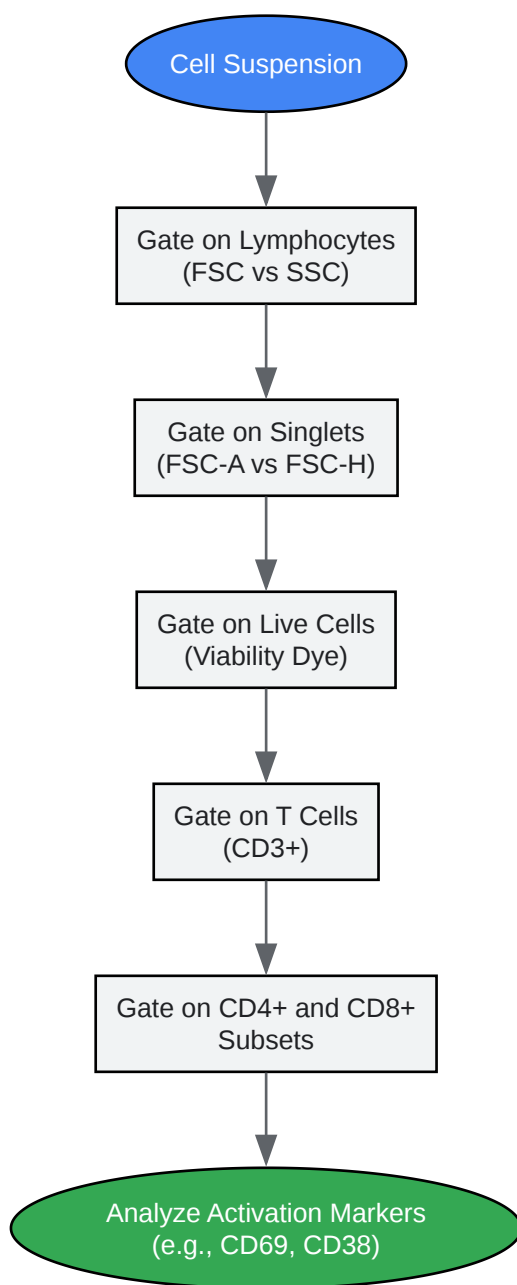 Cell Suspension
Gate on Lymphocytes
(FSC vs SSC)
Gate on Singlets
(FSC-A vs FSC-H)
Gate on Live Cells
(Viability Dye)
Gate on T Cells
(CD3+)
Gate on CD4+ and CD8+
Subsets
Analyze Activation Markers
(e.g., CD69, CD38)